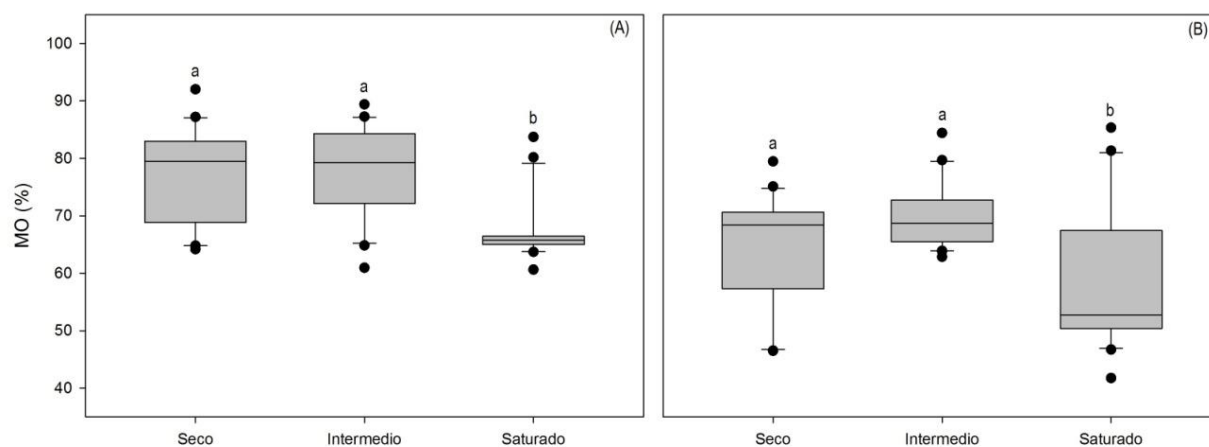 (A)
(B)
100
90
80
70
60
50
40
MO (%)
a
a
b
a
a
b
Seco
Intermedio
Saturado
Seco
Intermedio
Saturado